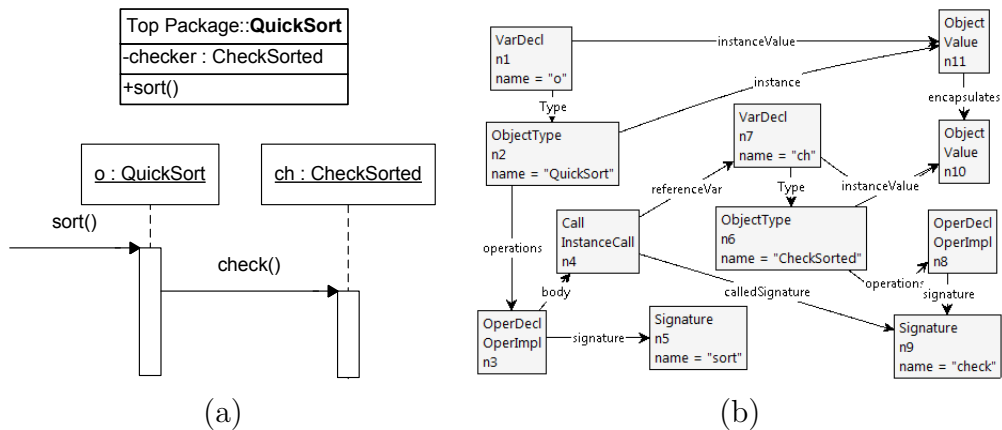 Top Package::QuickSort
-checker : CheckSorted
+sort()
o : QuickSort
ch : CheckSorted
sort()
check()
(a)
VarDecl
n1
name = "o"
instanceValue
Object
Value
n11
instance
Type
encapsulates
ObjectType
n2
name = "QuickSort"
VarDecl
n7
name = "ch"
Object
Value
n10
referenceVar
Type
instanceValue
Call
InstanceCall
n4
ObjectType
n6
name = "CheckSorted"
OperDecl
OperImpl
n8
operations
operations
body
calledSignature
signature
OperDecl
OperImpl
n3
signature
Signature
n5
name = "sort"
Signature
n9
name = "check"
(b)